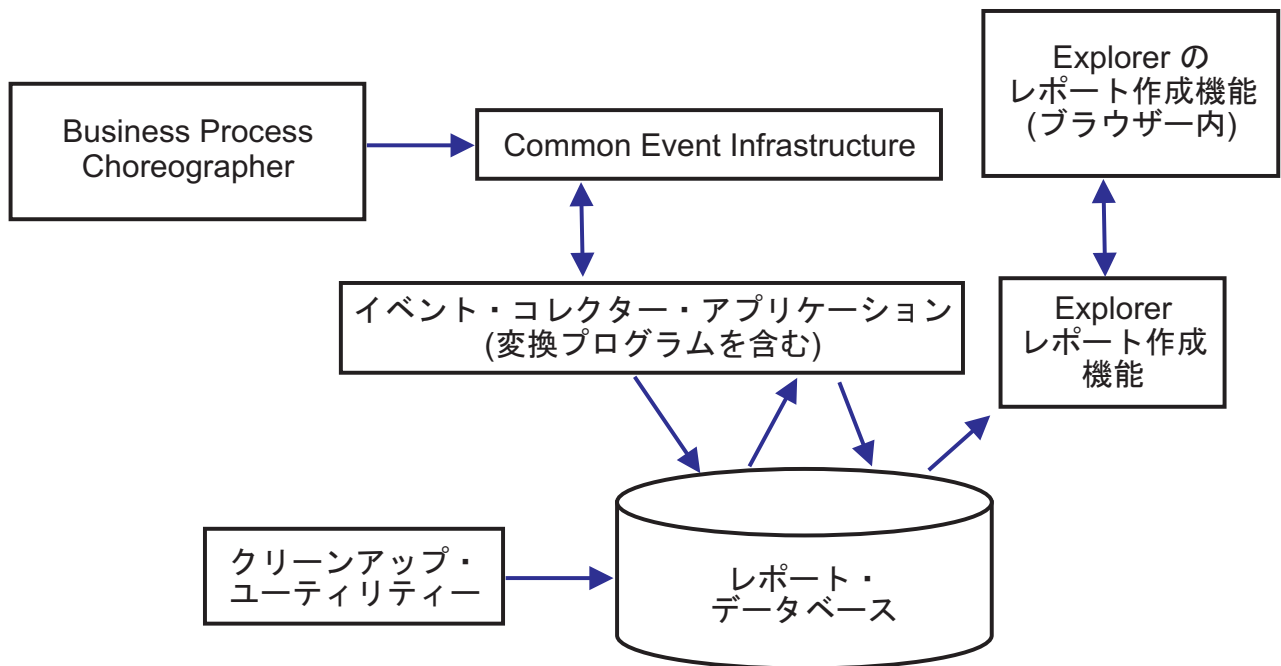 Business Process
Choreographer
Common Event Infrastructure
Explorer の
レポート作成機能
(ブラウザー内)
イベント・コレクター・アプリケーション
(変換プログラムを含む)
Explorer
レポート作成
機能
クリーンアップ・
ユーティリティー
レポート・
データベース